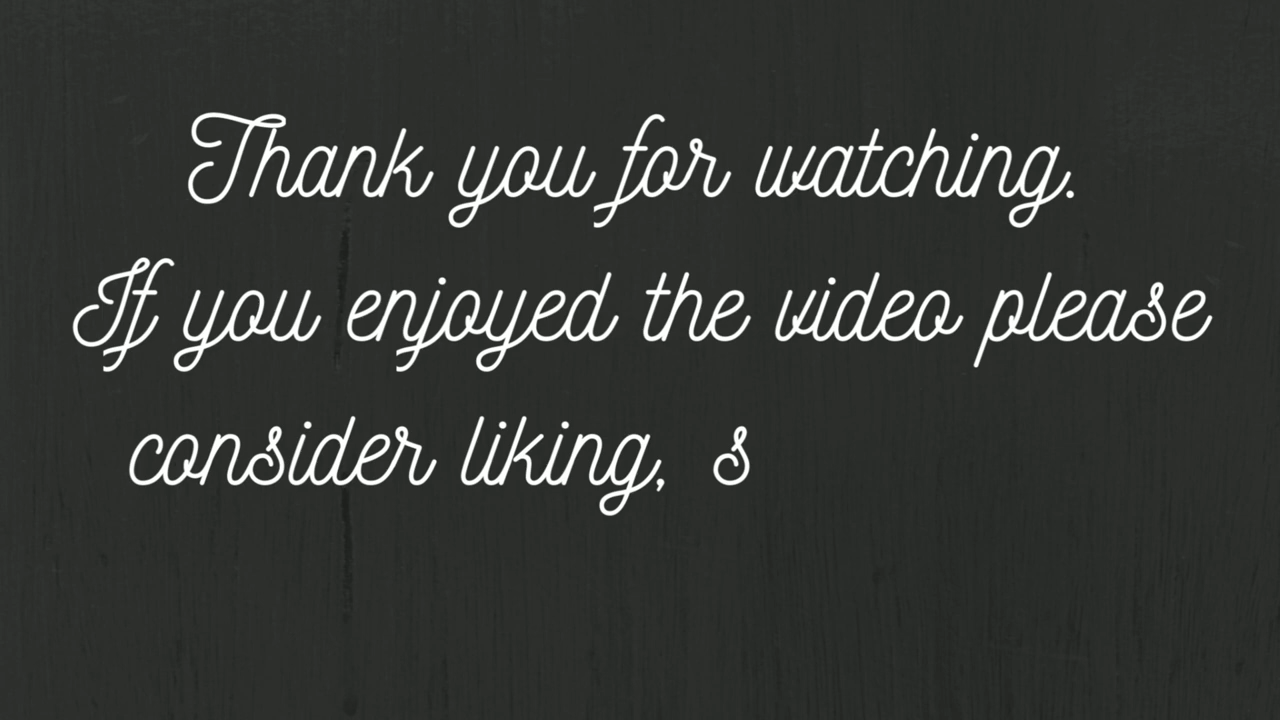 Thank you for watching.
If you enjoyed the video please
consider liking, s